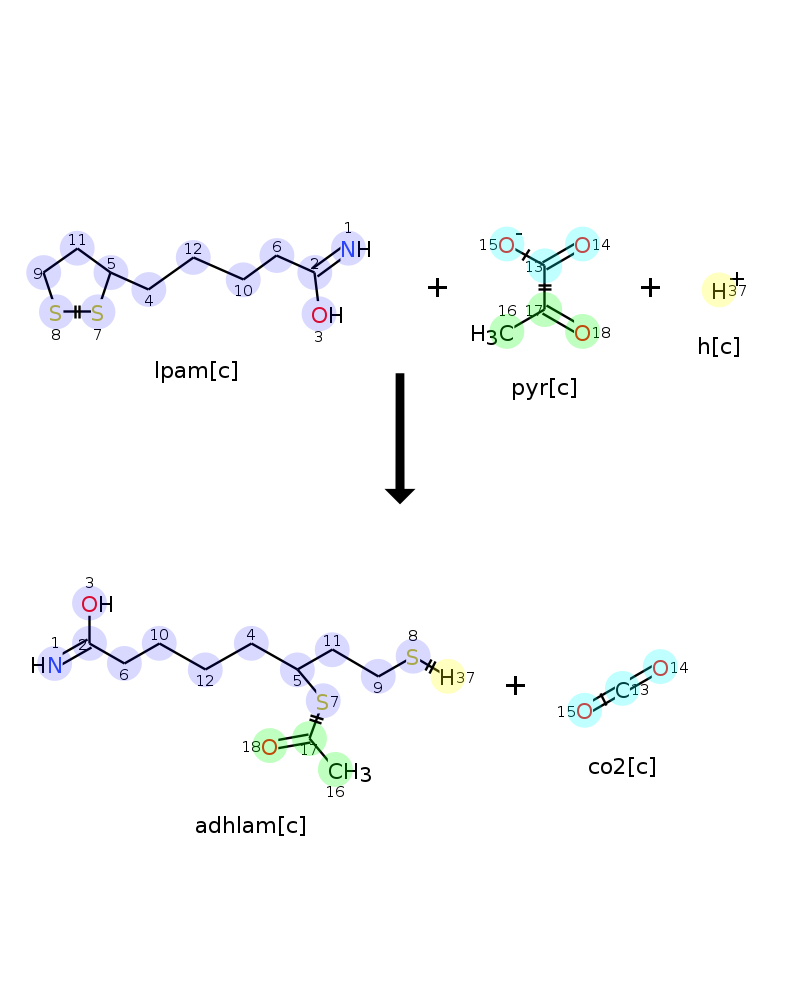 11 12 6 1
9 5 2 NH
4 10
S S OH
8 7 3
lpam[c]
+
15 O - O 14
13
16 17
H3C O 18
pyr[c]
+
H + 37
h[c]
3
OH
1 2 10 4 11 8
HN 6 12 5 9 S H 37
S 7
18 O 17
CH3
16
adhlam[c]
+
O 14
C 13
15 O
co2[c]